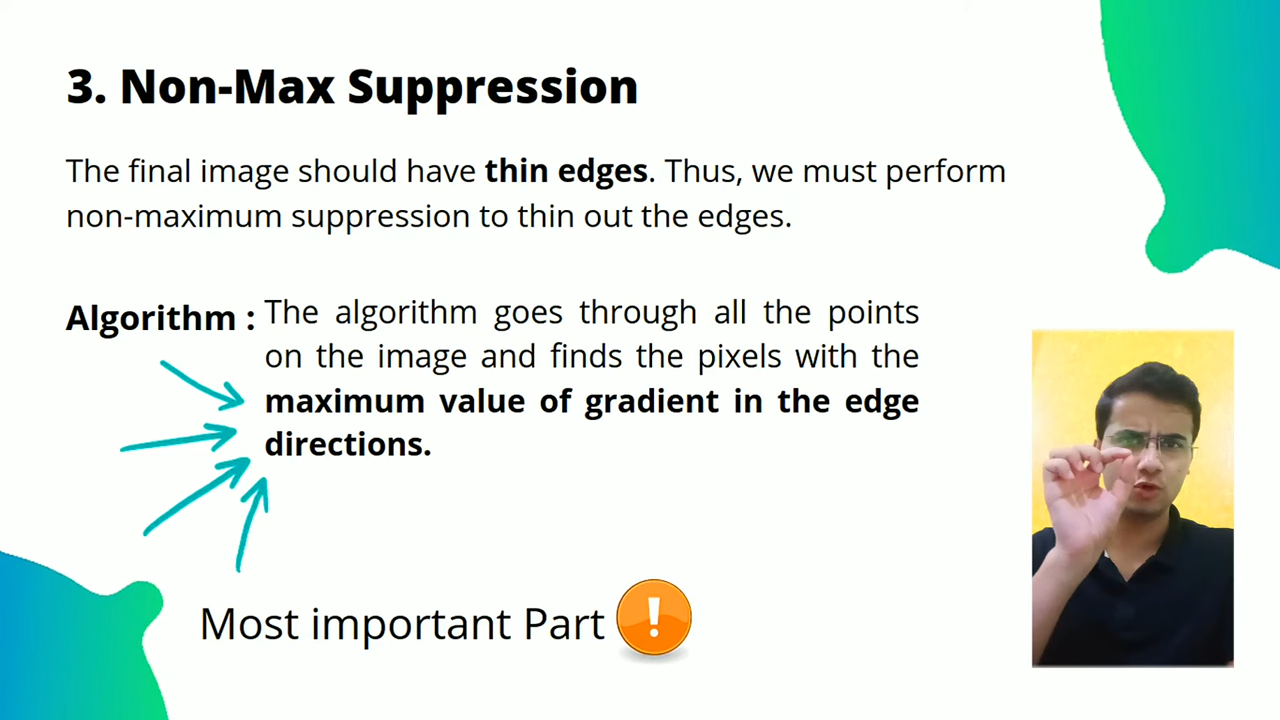 3. Non-Max Suppression
The final image should have thin edges. Thus, we must perform
non-maximum suppression to thin out the edges.
Algorithm : The algorithm goes through all the points
on the image and finds the pixels with the
maximum value of gradient in the edge
directions.
Most important Part !